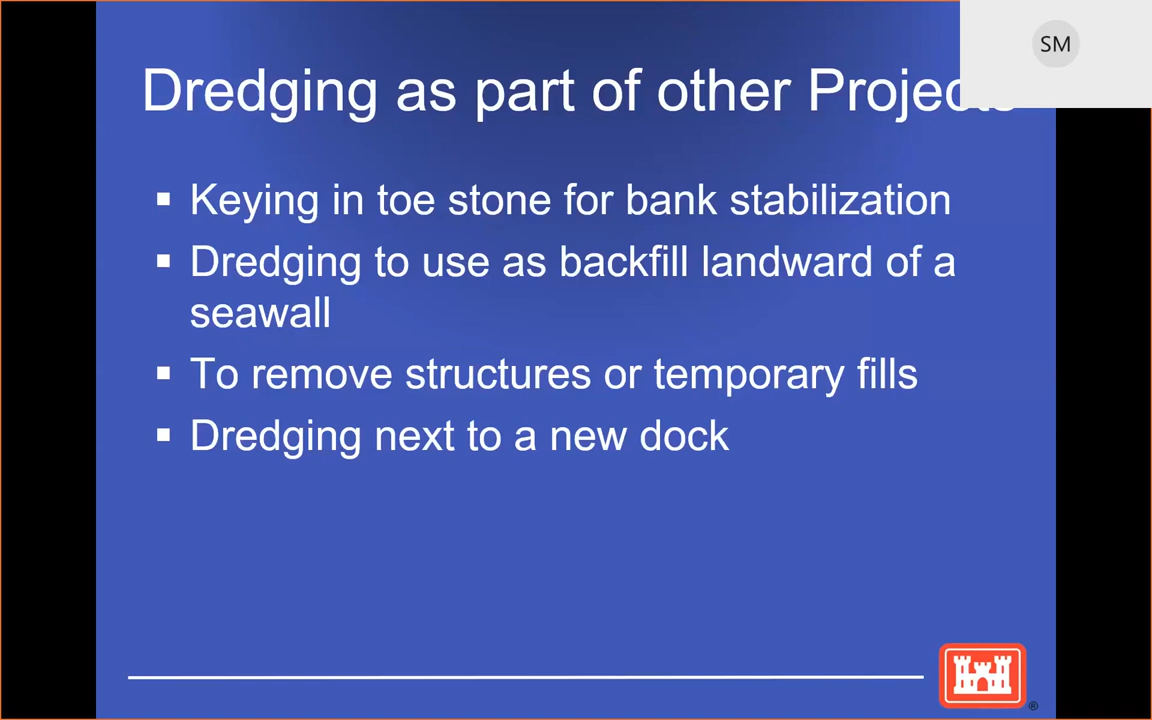 SM
Dredging as part of other Projects
▪ Keying in toe stone for bank stabilization
▪ Dredging to use as backfill landward of a
seawall
▪ To remove structures or temporary fills
▪ Dredging next to a new dock
®